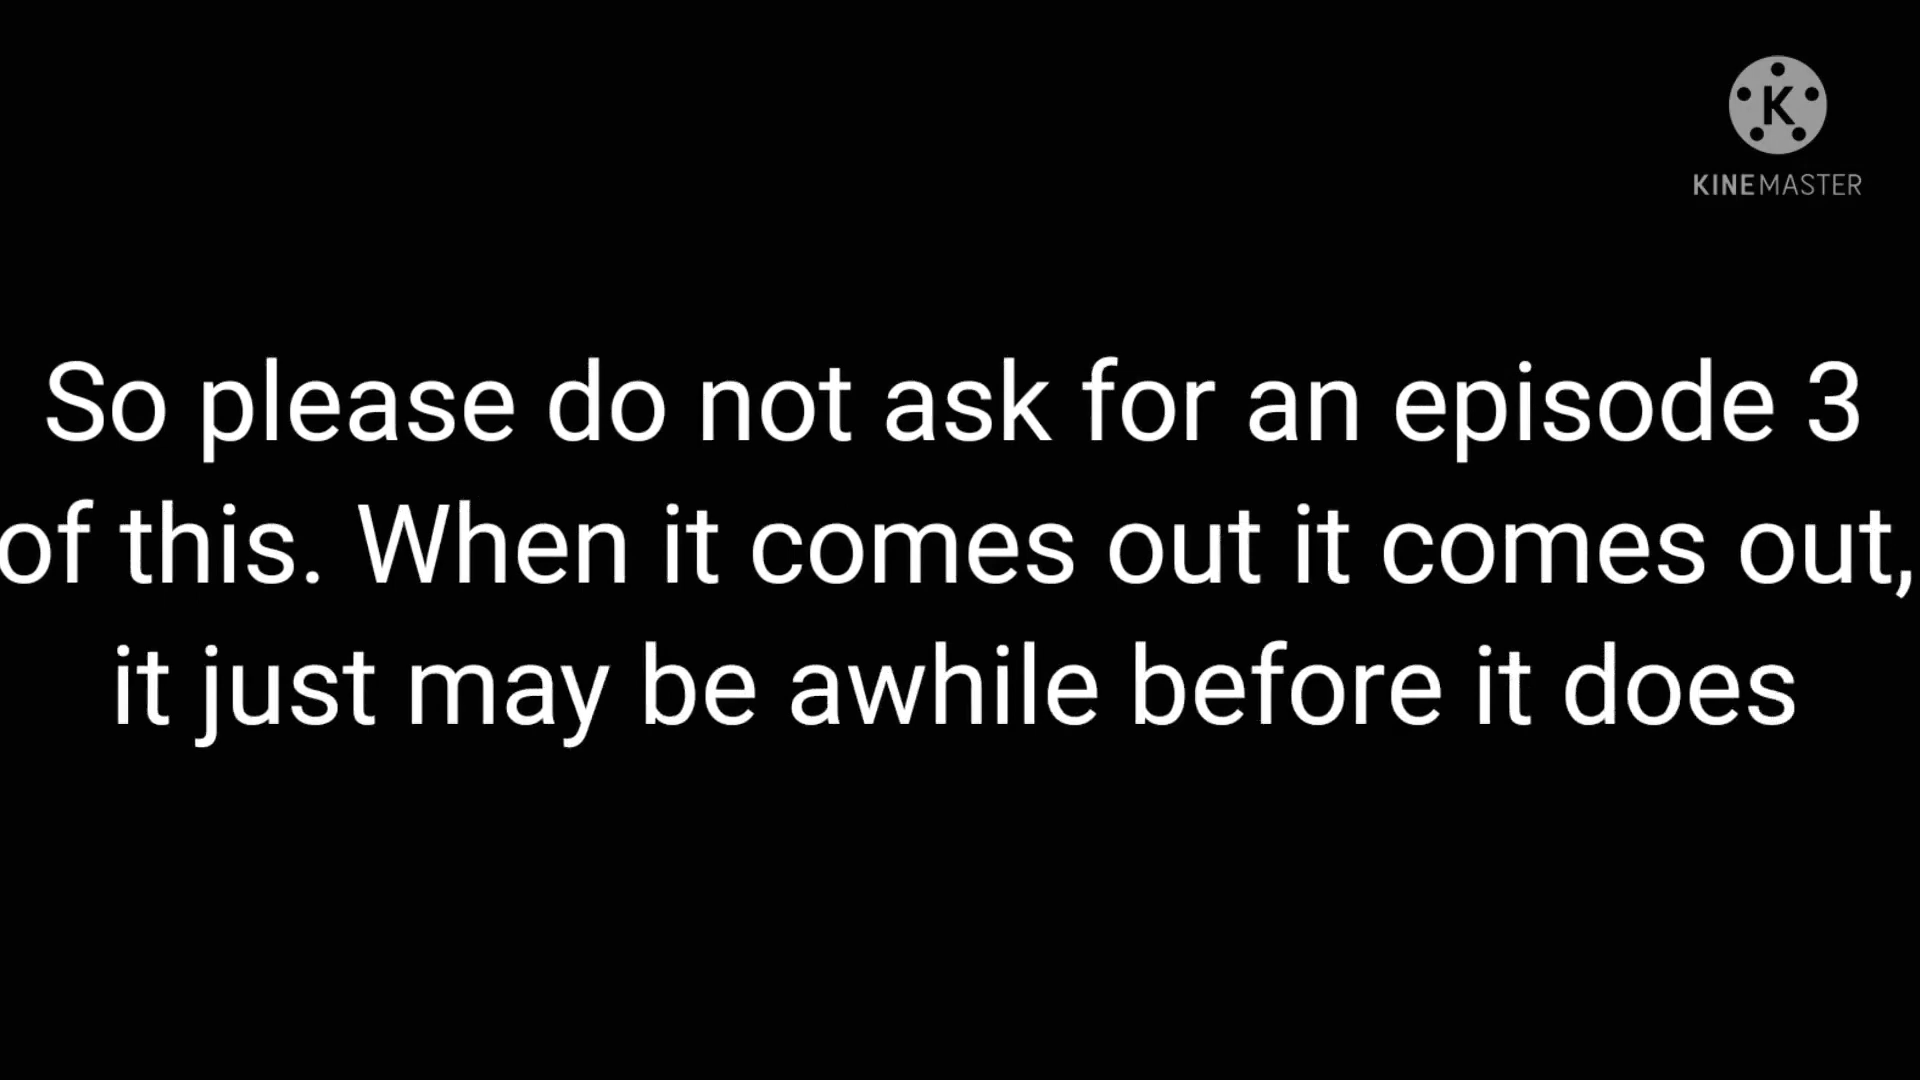 K
KINEMASTER
So please do not ask for an episode 3
of this. When it comes out it comes out,
it just may be awhile before it does